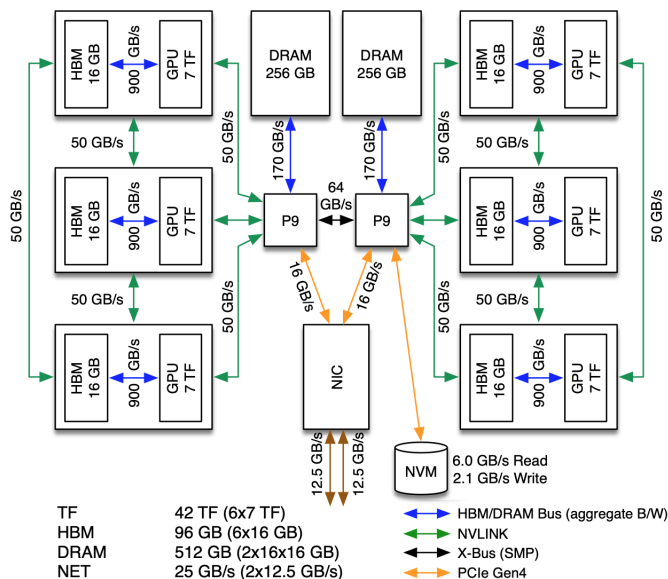 HBM
16 GB
GB/s
900
GPU
7 TF
DRAM
256 GB
DRAM
256 GB
HBM
16 GB
GB/s
900
GPU
7 TF
50 GB/s
50 GB/s
170 GB/s
170 GB/s
50 GB/s
50 GB/s
50 GB/s
HBM
16 GB
GB/s
900
GPU
7 TF
P9
64
GB/s
P9
HBM
16 GB
GB/s
900
GPU
7 TF
50 GB/s
50 GB/s
50 GB/s
16 GB/s
16 GB/s
50 GB/s
50 GB/s
HBM
16 GB
GB/s
900
GPU
7 TF
NIC
HBM
16 GB
GB/s
900
GPU
7 TF
12.5 GB/s
12.5 GB/s
NVM
6.0 GB/s Read
2.1 GB/s Write
TF 42 TF (6x7 TF)
HBM 96 GB (6x16 GB)
DRAM 512 GB (2x16x16 GB)
NET 25 GB/s (2x12.5 GB/s)
HBM/DRAM Bus (aggregate B/W)
NVLINK
X-Bus (SMP)
PCIe Gen4